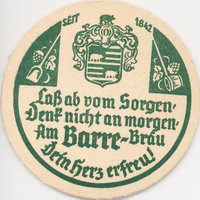 SEIT 1842
Laß ab vom Sorgen,
Denk nicht an morgen,
Am Barre-Bräu
Dein Herz erfreu!